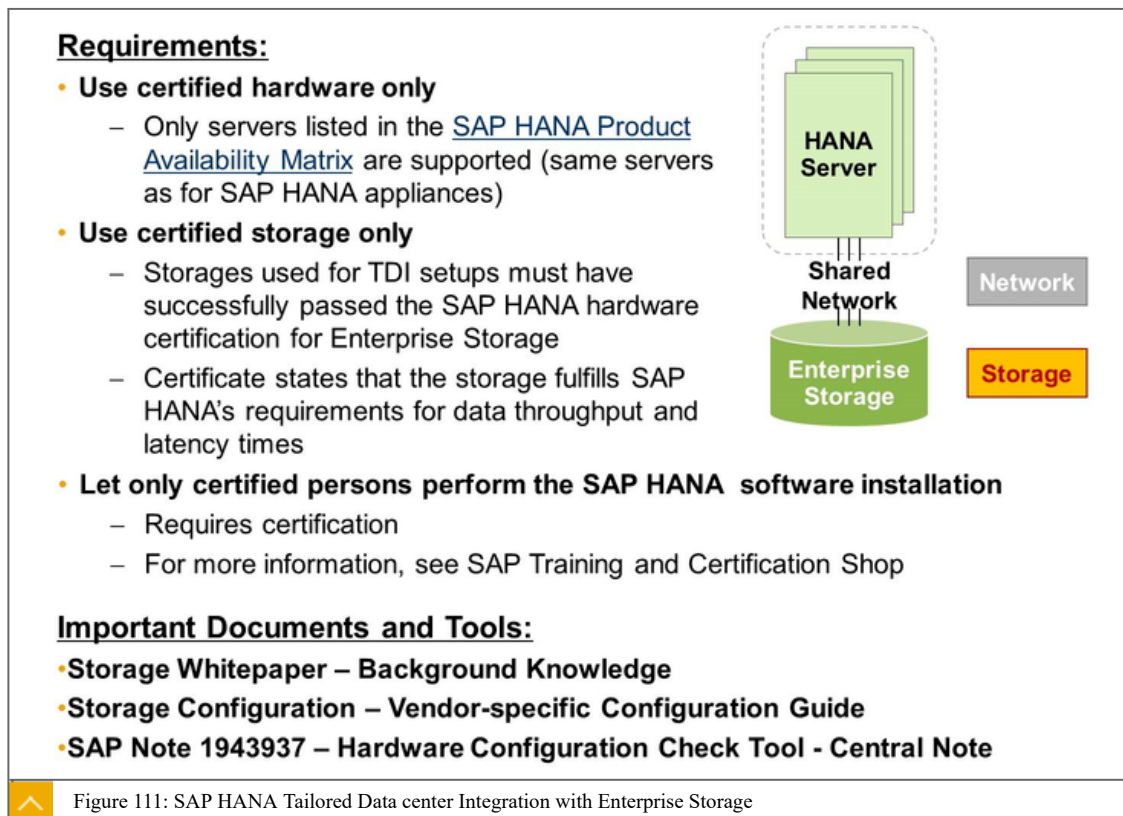 Requirements:
• Use certified hardware only
– Only servers listed in the SAP HANA Product
Availability Matrix are supported (same servers
as for SAP HANA appliances)
• Use certified storage only
– Storages used for TDI setups must have
successfully passed the SAP HANA hardware
certification for Enterprise Storage
– Certificate states that the storage fulfills SAP
HANA's requirements for data throughput and
latency times
• Let only certified persons perform the SAP HANA software installation
– Requires certification
– For more information, see SAP Training and Certification Shop
HANA
Server
Shared
Network
Enterprise
Storage
Network
Storage
Important Documents and Tools:
•Storage Whitepaper – Background Knowledge
•Storage Configuration – Vendor-specific Configuration Guide
•SAP Note 1943937 – Hardware Configuration Check Tool - Central Note
Figure 111: SAP HANA Tailored Data center Integration with Enterprise Storage